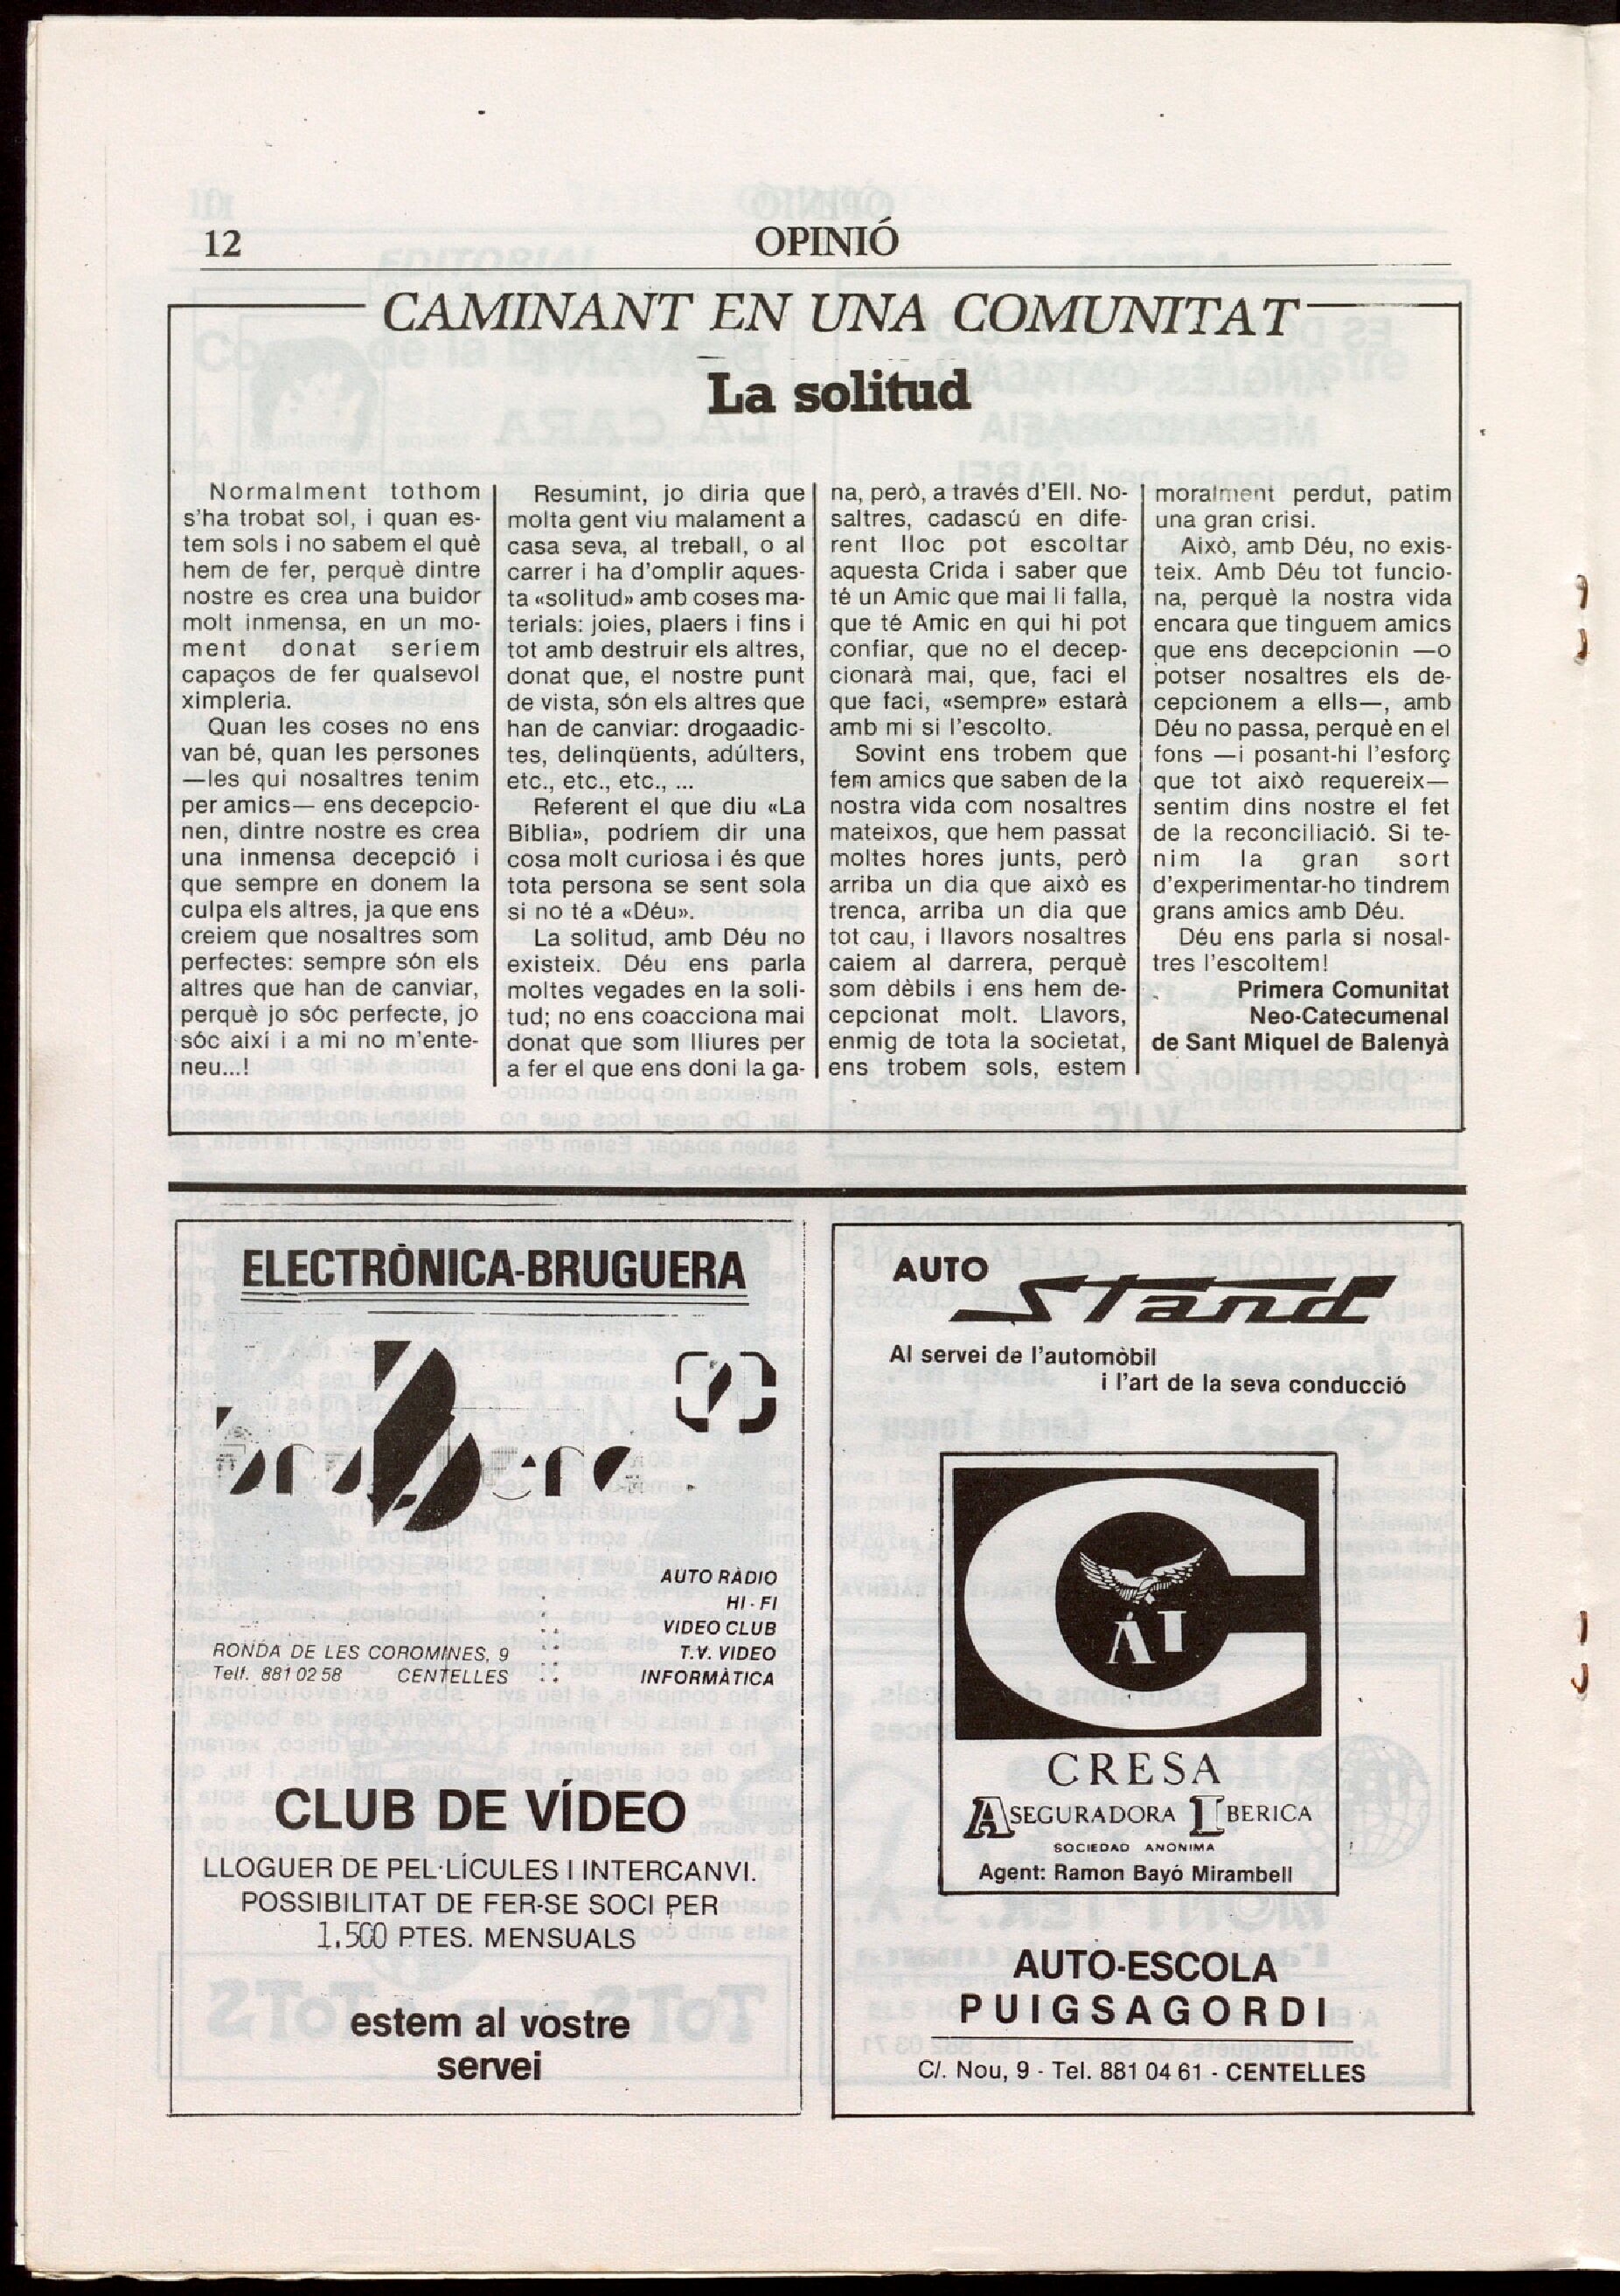 12
OPINIÓ
CAMINANT EN UNA COMUNITAT
La solitud
Normalment tothom
s'ha trobat sol, i quan es-
tem sols i no sabem el què
hem de fer, perquè dintre
nostre es crea una buidor
molt inmensa, en un mo-
ment donat seríem
capaços de fer qualsevol
ximpleria.
Quan les coses no ens
van bé, quan les persones
—les qui nosaltres tenim
per amics— ens decepcio-
nen, dintre nostre es crea
una inmensa decepció i
que sempre en donem la
culpa els altres, ja que ens
creiem que nosaltres som
perfectes: sempre són els
altres que han de canviar,
perquè jo sóc perfecte, jo
sóc així i a mi no m'ente-
neu...!
Resumint, jo diria que
molta gent viu malament a
casa seva, al treball, o al
carrer i ha d'omplir aques-
ta «solitud» amb coses ma-
terials: joies, plaers i fins i
tot amb destruir els altres,
donat que, el nostre punt
de vista, són els altres que
han de canviar: drogaadic-
tes, delinqüents, adúlters,
etc., etc., etc., ...
Referent el que diu «La
Bíblia», podríem dir una
cosa molt curiosa i és que
tota persona se sent sola
si no té a «Déu».
La solitud, amb Déu no
existeix. Déu ens parla
moltes vegades en la soli-
tud; no ens coacciona mai
donat que som lliures per
a fer el que ens doni la ga-
na, però, a través d'Ell. No-
saltres, cadascú en dife-
rent lloc pot escoltar
aquesta Crida i saber que
té un Amic que mai li falla,
que té Amic en qui hi pot
confiar, que no el decep-
cionarà mai, que, faci el
que faci, «sempre» estarà
amb mi si l'escolto.
Sovint ens trobem que
fem amics que saben de la
nostra vida com nosaltres
mateixos, que hem passat
moltes hores junts, però
arriba un dia que això es
trenca, arriba un dia que
tot cau, i llavors nosaltres
caiem al darrera, perquè
som dèbils i ens hem de-
cepcionat molt. Llavors,
enmig de tota la societat,
ens trobem sols, estem
moralment perdut, patim
una gran crisi.
Això, amb Déu, no exis-
teix. Amb Déu tot funcio-
na, perquè la nostra vida
encara que tinguem amics
que ens decepcionin —o
potser nosaltres els de-
cepcionem a ells—, amb
Déu no passa, perquè en el
fons —i posant-hi l'esforç
que tot això requereix—
sentim dins nostre el fet
de la reconciliació. Si te-
nim la gran sort
d'experimentar-ho tindrem
grans amics amb Déu.
Déu ens parla si nosal-
tres l'escoltem!
Primera Comunitat
Neo-Catecumenal
de Sant Miquel de Balenyà
ELECTRÒNICA-BRUGUERA
AUTO RÀDIO
HI - FI
VIDEO CLUB
T.V. VIDEO
INFORMÀTICA
RONDA DE LES COROMINES, 9
Telf. 881 02 58 CENTELLES
CLUB DE VÍDEO
LLOGUER DE PEL·LÍCULES I INTERCANVI.
POSSIBILITAT DE FER-SE SOCI PER
1.500 PTES. MENSUALS
estem al vostre
servei
AUTO
Stand
Al servei de l'automòbil
i l'art de la seva conducció
AI
CRESA
ASEGURADORA IBERICA
SOCIEDAD ANONIMA
Agent: Ramon Bayó Mirambell
AUTO-ESCOLA
PUIGSAGORDI
C/. Nou, 9 - Tel. 881 04 61 - CENTELLES